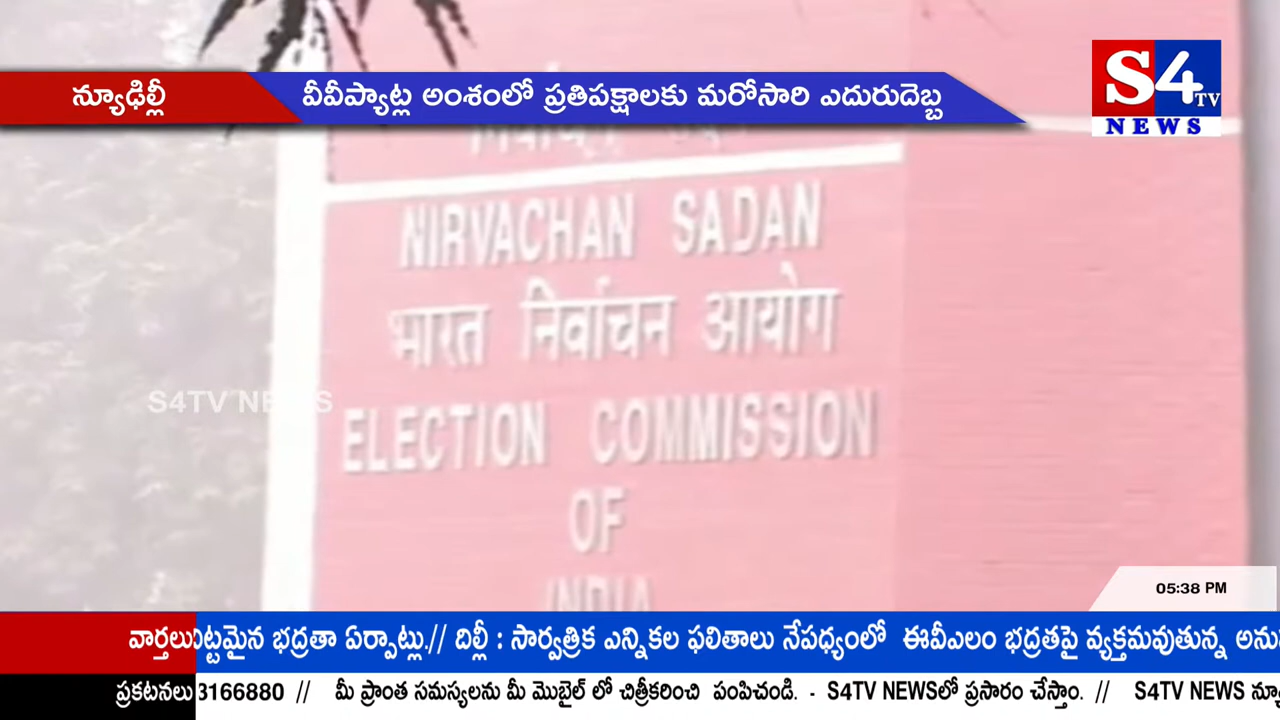 న్యూఢిల్లీ
వీవీప్యాట్ల అంశంలో ప్రతిపక్షాలకు మరోసారి ఎదురుదెబ్బ
S4 TV
NEWS
NIRVACHAN SADAN
भारत निर्वाचन आयोग
S4TV NEWS
ELECTION COMMISSION
OF
INDIA
05:38 PM
వార్తలు
భద్రతా ఏర్పాట్లు.// దిల్లీ : సార్వత్రిక ఎన్నికల ఫలితాలు నేపధ్యంలో ఈవీఎలం భద్రతపై వ్యక్తమవుతున్న
ప్రకటనలు
3166880 // మీ ప్రాంత సమస్యలను మీ మొబైల్ లో చిత్రీకరించి పంపిచండి. - S4TV NEWSలో ప్రసారం చేస్తాం. // S4TV NEWS